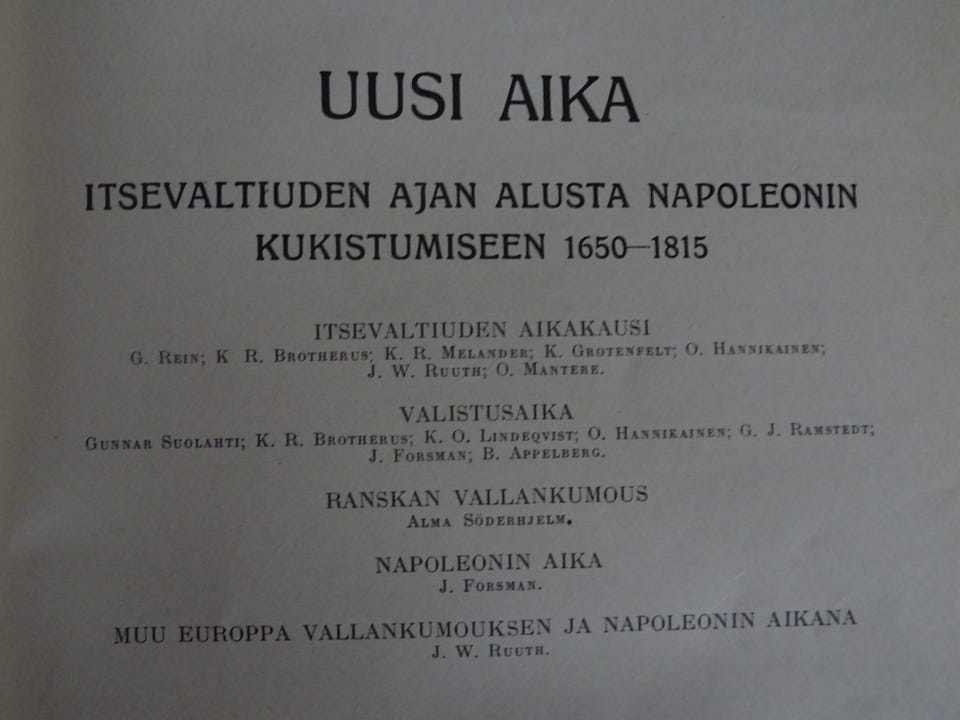 UUSI AIKA
ITSEVALTIUDEN AJAN ALUSTA NAPOLEONIN
KUKISTUMISEEN 1650—1815
ITSEVALTIUDEN AIKAKAUSI
G. Rein; K R. Brotherus; K. R. Melander; K. Grotenfelt; O. Hannikainen;
J. W. Ruuth; O. Mantere.
VALISTUSAIKA
Gunnar Suolahti; K. R. Brotherus; K. O. Lindeqvist; O. Hannikainen; G. J. Ramstedt;
J. Forsman; B. Appelberg.
RANSKAN VALLANKUMOUS
Alma Söderhjelm.
NAPOLEONIN AIKA
J. Forsman.
MUU EUROPPA VALLANKUMOUKSEN JA NAPOLEONIN AIKANA
J. W. Ruuth.